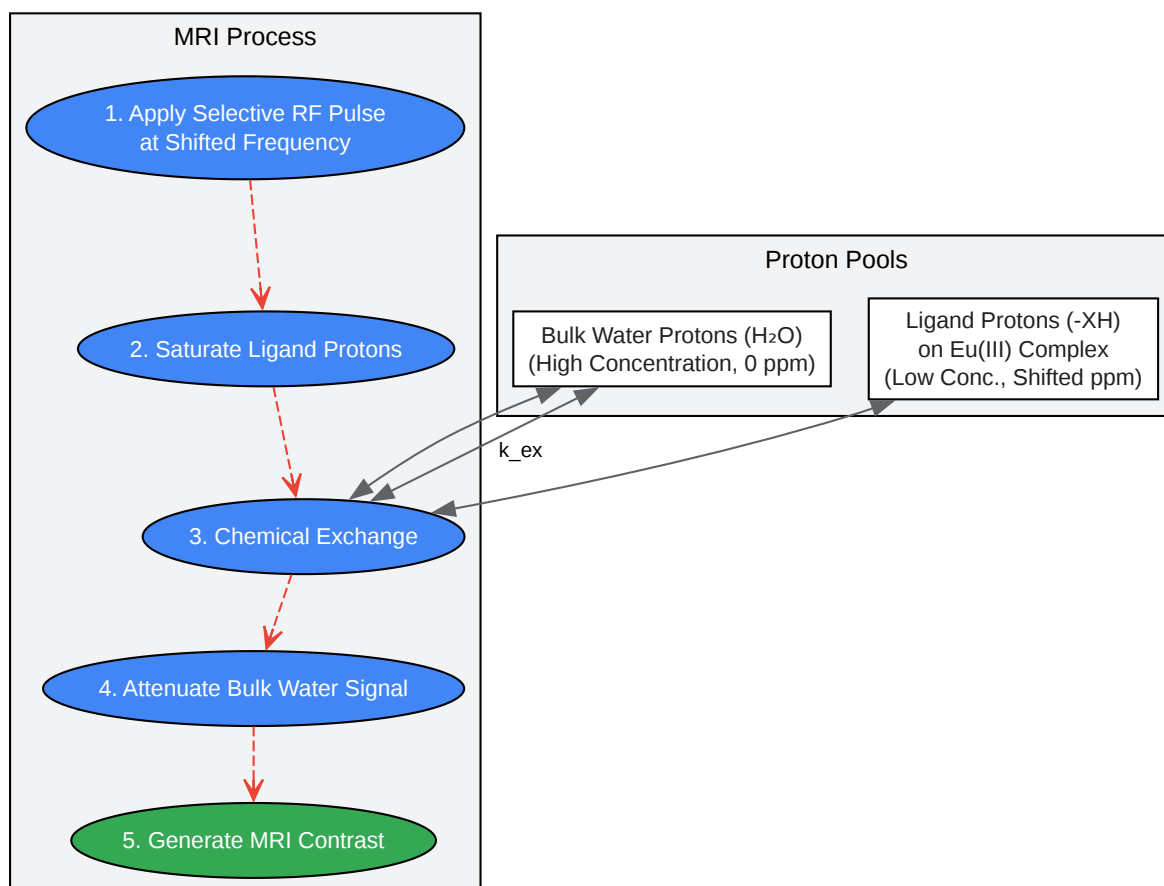 MRI Process
1. Apply Selective RF Pulse
at Shifted Frequency
2. Saturate Ligand Protons
3. Chemical Exchange
4. Attenuate Bulk Water Signal
5. Generate MRI Contrast
Proton Pools
Bulk Water Protons (H₂O)
(High Concentration, 0 ppm)
Ligand Protons (-XH)
on Eu(III) Complex
(Low Conc., Shifted ppm)
k_ex